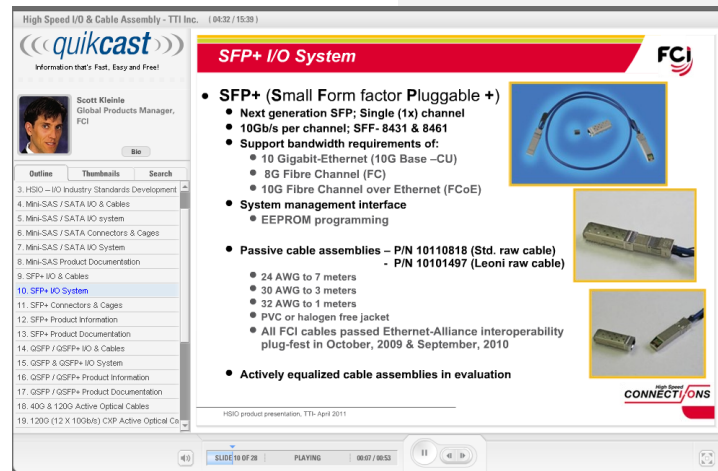 High Speed I/O & Cable Assembly - TTI Inc. ( 04:32 / 15:39 )
quikcast
Information that's Fast, Easy and Free!
Scott Kleinle
Global Products Manager,
FCI
Bio
Outline Thumbnails Search
3. HSIO – I/O Industry Standards Development
4. Mini-SAS / SATA I/O & Cables
5. Mini-SAS / SATA I/O system
6. Mini-SAS / SATA Connectors & Cages
7. Mini-SAS / SATA I/O System
8. Mini-SAS Product Documentation
9. SFP+ I/O & Cables
10. SFP+ I/O System
11. SFP+ Connectors & Cages
12. SFP+ Product Information
13. SFP+ Product Documentation
14. QSFP / QSFP+ I/O & Cables
15. QSFP & QSFP+ I/O System
16. QSFP / QSFP+ Product Information
17. QSFP / QSFP+ Product Documentation
18. 40G & 120G Active Optical Cables
19. 120G (12 X 10Gb/s) CXP Active Optical Ca
SFP+ I/O System
FCI
• SFP+ (Small Form factor Pluggable +)
• Next generation SFP; Single (1x) channel
• 10Gb/s per channel; SFF- 8431 & 8461
• Support bandwidth requirements of:
• 10 Gigabit-Ethernet (10G Base –CU)
• 8G Fibre Channel (FC)
• 10G Fibre Channel over Ethernet (FCoE)
• System management interface
• EEPROM programming
• Passive cable assemblies – P/N 10110818 (Std. raw cable)
- P/N 10101497 (Leoni raw cable)
• 24 AWG to 7 meters
• 30 AWG to 3 meters
• 32 AWG to 1 meters
• PVC or halogen free jacket
• All FCI cables passed Ethernet-Alliance interoperability
plug-fest in October, 2009 & September, 2010
• Actively equalized cable assemblies in evaluation
High Speed
CONNECTI/ONS
HSIO product presentation, TTI- April 2011
SLIDE 10 OF 28 PLAYING 00:07 / 00:53